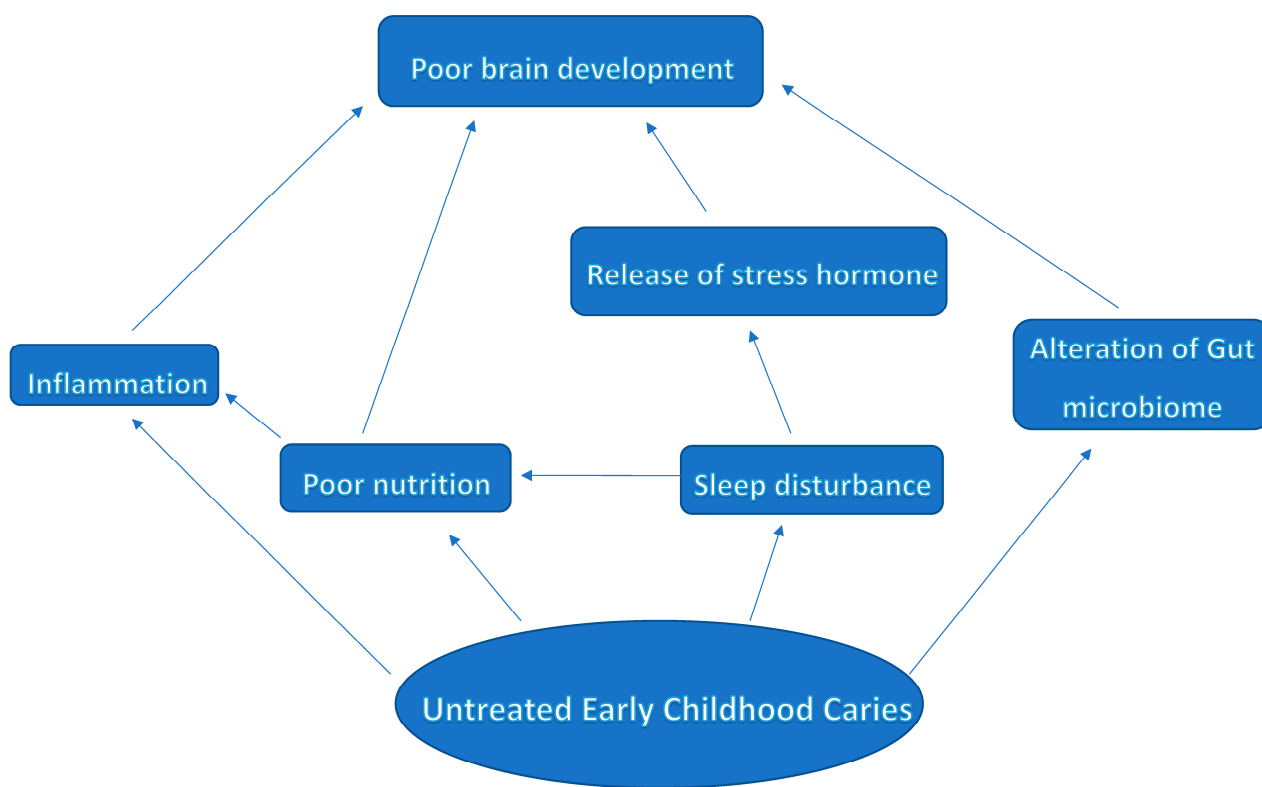 Poor brain development
Release of stress hormone
Inflammation
Alteration of Gut
microbiome
Poor nutrition
Sleep disturbance
Untreated Early Childhood Caries